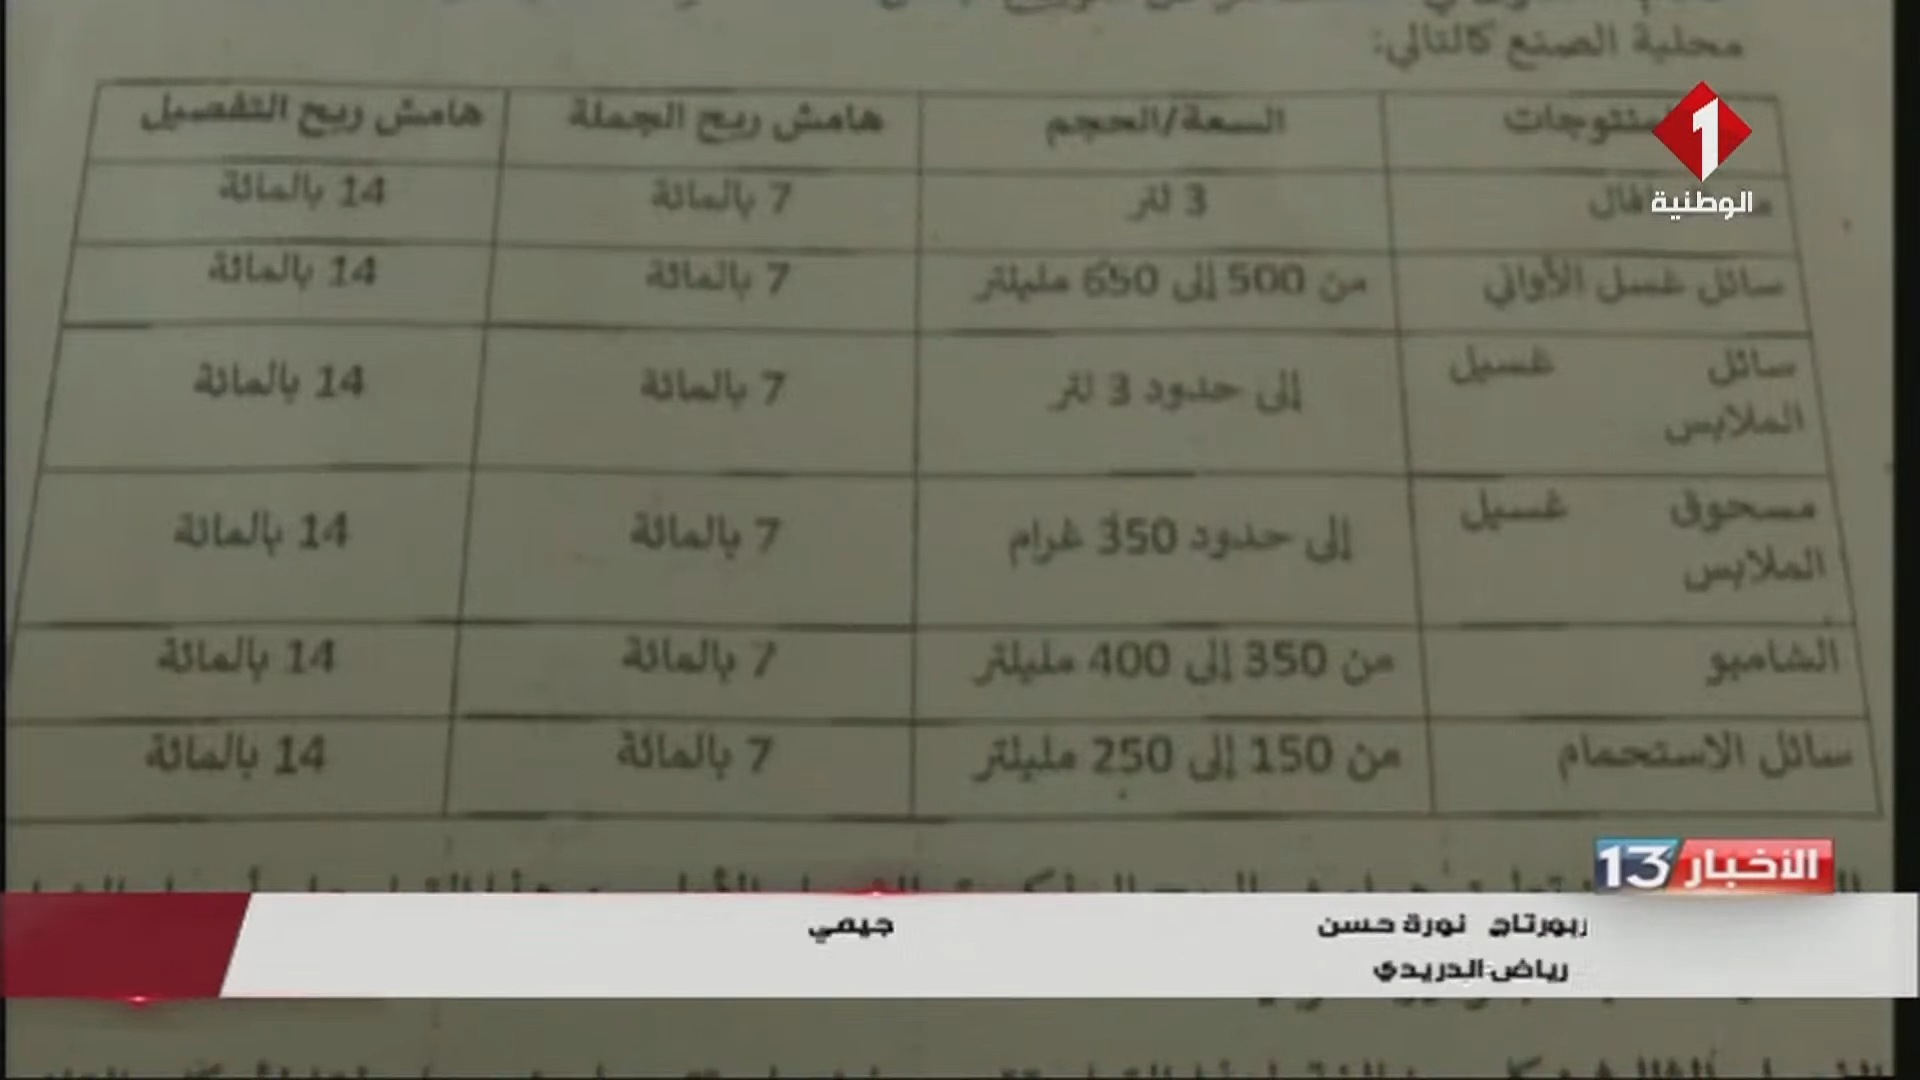 محلية الصنع كالتالي:
السعة/الحجم هامش ربح الجملة هامش ربح التفصيل
3 لتر 7 بالمائة 14 بالمائة
سائل غسل الأواني من 500 إلى 650 مليلتر 7 بالمائة 14 بالمائة
سائل غسيل
الملابس إلى حدود 3 لتر 7 بالمائة 14 بالمائة
مسحوق غسيل
الملابس إلى حدود 350 غرام 7 بالمائة 14 بالمائة
الشامبو من 350 إلى 400 مليلتر 7 بالمائة 14 بالمائة
سائل الاستحمام من 150 إلى 250 مليلتر 7 بالمائة 14 بالمائة
1
الوطنية
الأخبار 13
ربورتاج نورة حسن جيمي
رياض الدريدي